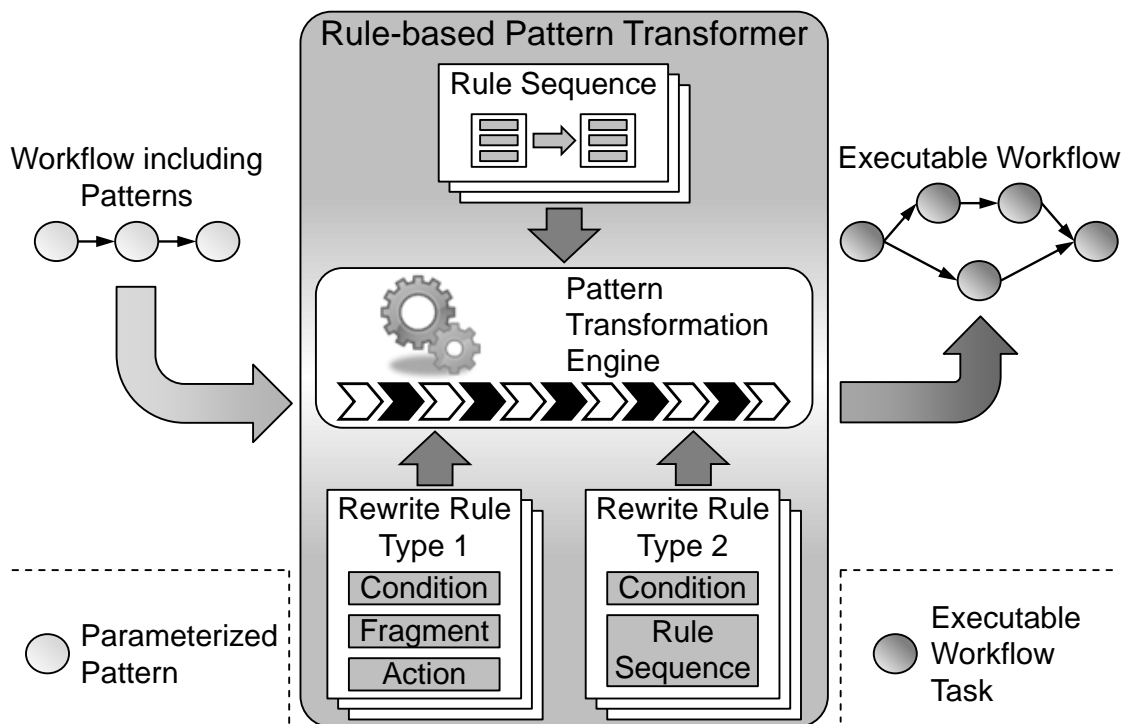 Rule-based Pattern Transformer
Rule Sequence
Workflow including
Patterns
Executable Workflow
Pattern
Transformation
Engine
Rewrite Rule
Type 1
Condition
Fragment
Action
Rewrite Rule
Type 2
Condition
Rule
Sequence
Parameterized
Pattern
Executable
Workflow
Task